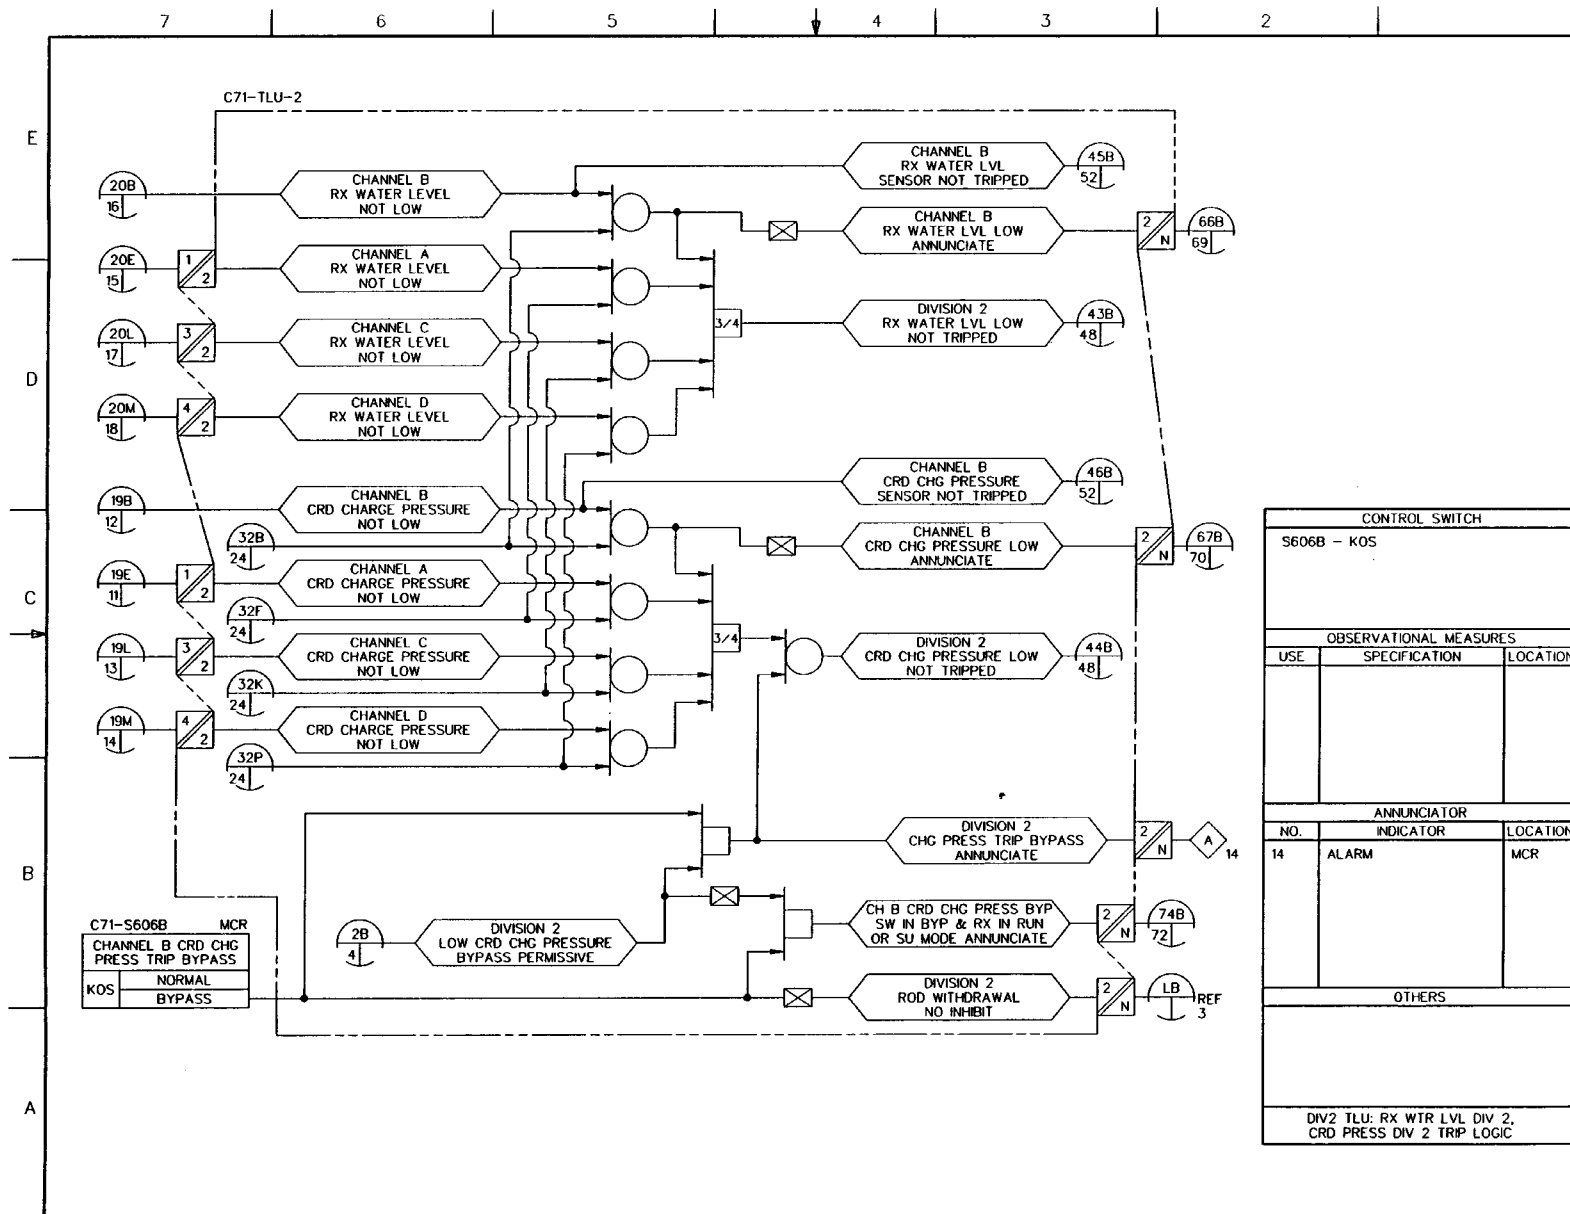 7 6 5 4 3 2
E
D
C
B
A
C71-TLU-2
20B
16
CHANNEL B
RX WATER LEVEL
NOT LOW
CHANNEL B
RX WATER LVL
SENSOR NOT TRIPPED
45B
52
CHANNEL B
RX WATER LVL LOW
ANNUNCIATE
2
N
66B
69
20E
15
1
2
CHANNEL A
RX WATER LEVEL
NOT LOW
20L
17
3
2
CHANNEL C
RX WATER LEVEL
NOT LOW
3/4
DIVISION 2
RX WATER LVL LOW
NOT TRIPPED
43B
48
20M
18
4
2
CHANNEL D
RX WATER LEVEL
NOT LOW
19B
12
CHANNEL B
CRD CHARGE PRESSURE
NOT LOW
CHANNEL B
CRD CHG PRESSURE
SENSOR NOT TRIPPED
46B
52
32B
24
CHANNEL B
CRD CHG PRESSURE LOW
ANNUNCIATE
2
N
67B
70
19E
11
1
2
CHANNEL A
CRD CHARGE PRESSURE
NOT LOW
32F
24
19L
13
3
2
CHANNEL C
CRD CHARGE PRESSURE
NOT LOW
3/4
DIVISION 2
CRD CHG PRESSURE LOW
NOT TRIPPED
44B
48
32K
24
19M
14
4
2
CHANNEL D
CRD CHARGE PRESSURE
NOT LOW
32P
24
DIVISION 2
CHG PRESS TRIP BYPASS
ANNUNCIATE
2
N
A
14
C71-S606B MCR
CHANNEL B CRD CHG
PRESS TRIP BYPASS
KOS
NORMAL
BYPASS
2B
4
DIVISION 2
LOW CRD CHG PRESSURE
BYPASS PERMISSIVE
CH B CRD CHG PRESS BYP
SW IN BYP & RX IN RUN
OR SU MODE ANNUNCIATE
2
N
74B
72
DIVISION 2
ROD WITHDRAWAL
NO INHIBIT
2
N
LB
REF
3
CONTROL SWITCH
S606B - KOS
OBSERVATIONAL MEASURES
USE SPECIFICATION LOCATION
ANNUNCIATOR
NO. INDICATOR LOCATION
14 ALARM MCR
OTHERS
DIV2 TLU: RX WTR LVL DIV 2,
CRD PRESS DIV 2 TRIP LOGIC